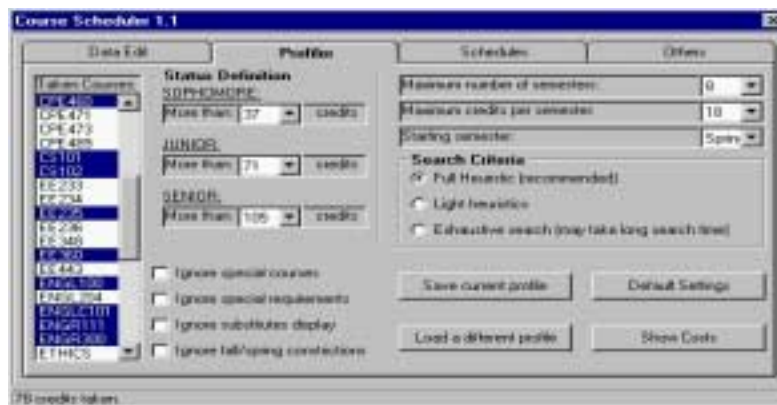 Course Scheduler 1.1
Data Edit
Profiler
Schedules
Others
Taken Courses:
CPE460
CPE471
CPE473
CPE485
CS101
CS102
EE233
EE234
EE235
EE236
EE348
EE360
EE443
ENGL100
ENGL204
ENGLC101
ENGR111
ENGR300
ETHICS
Status Definition
SOPHOMORE:
More than: 37 credits
JUNIOR:
More than: 71 credits
SENIOR:
More than: 105 credits
Ignore special courses
Ignore special requirements
Ignore substitutes display
Ignore fall/spring constrictions
Maximum number of semesters:
Maximum credits per semester: 18
Starting semester: Spring
Search Criteria
Full Heuristic (recommended)
Light heuristics
Exhaustive search (may take long search time)
Save current profile
Default Settings
Load a different profile
Show Costs
78 credits taken.